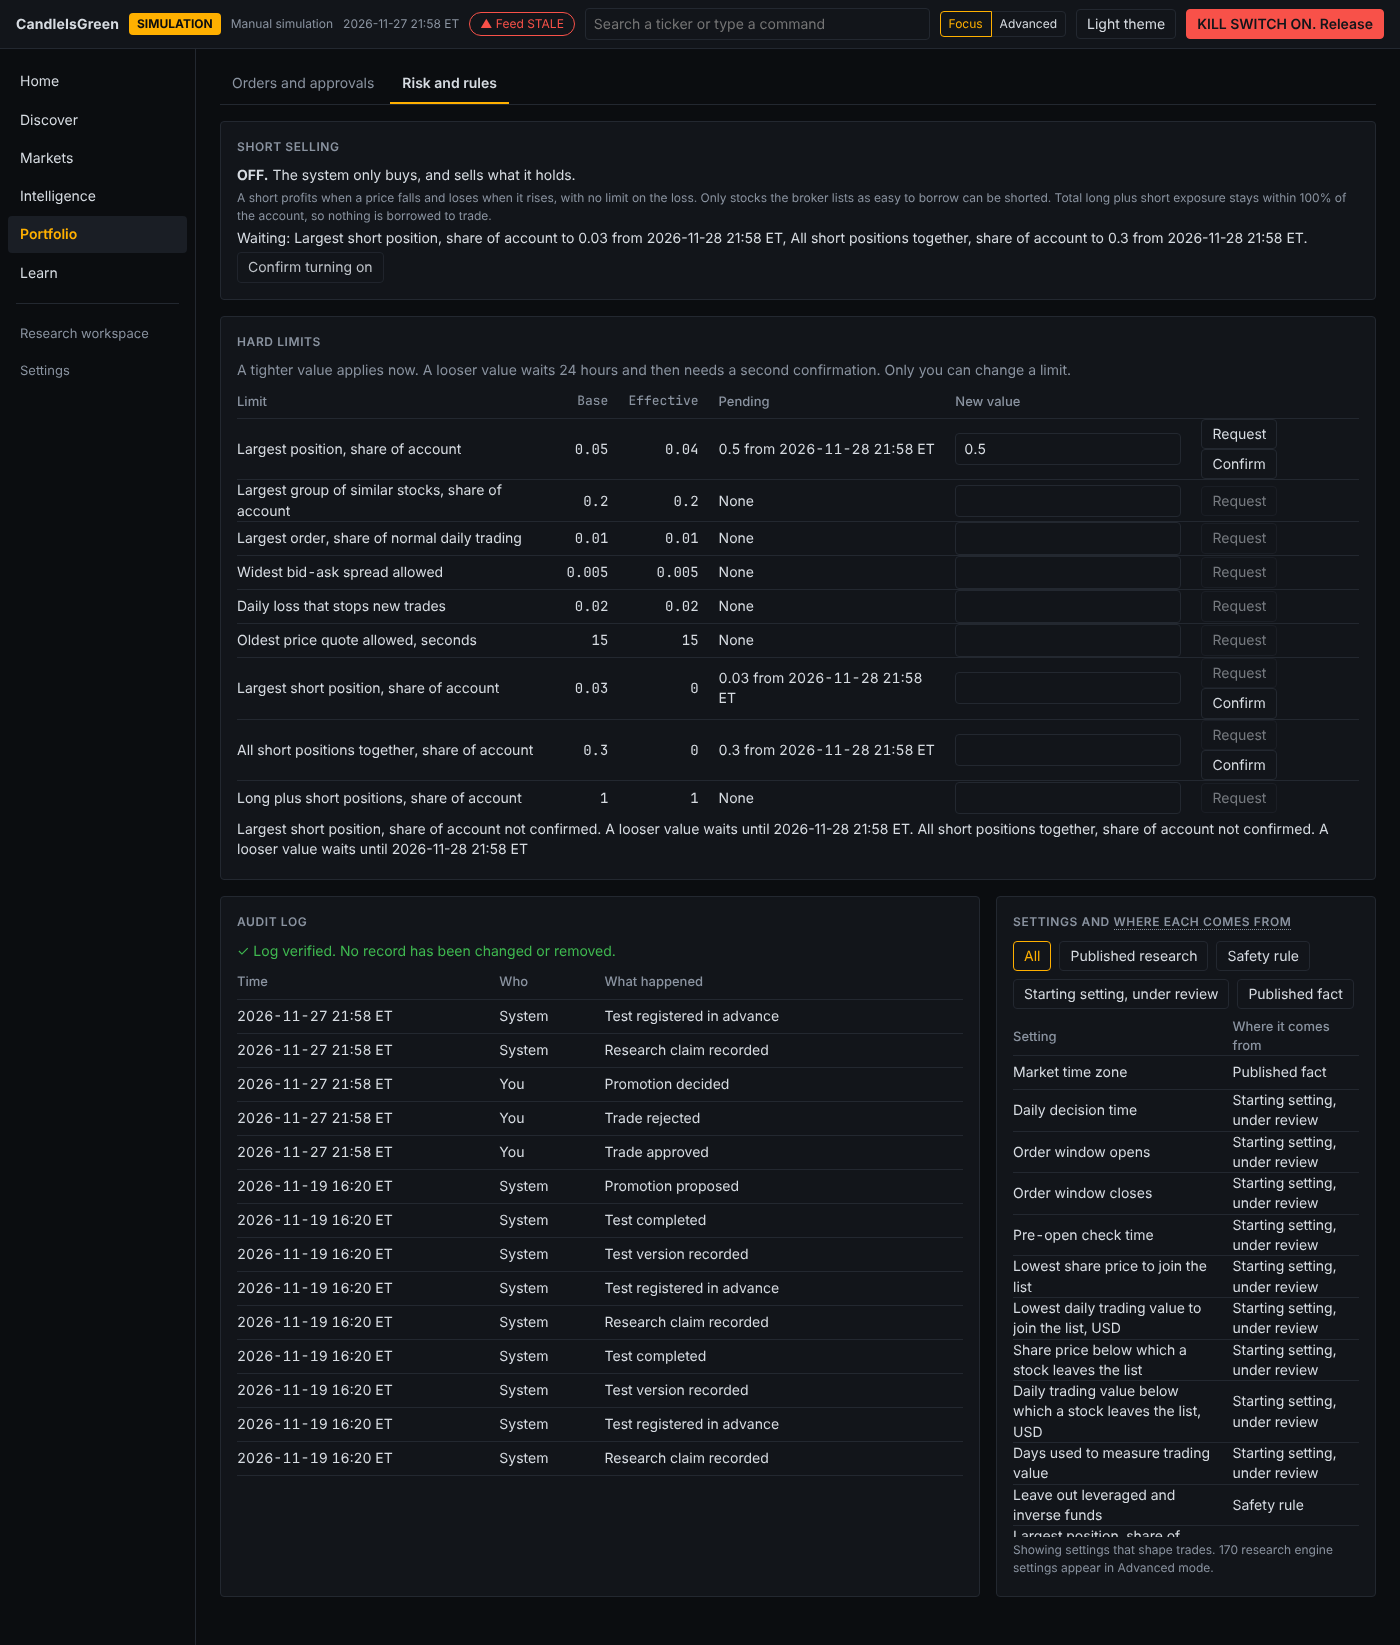 CandleIsGreen SIMULATION Manual simulation 2026-11-27 21:58 ET ▲ Feed STALE Search a ticker or type a command Focus Advanced Light theme KILL SWITCH ON. Release
Home
Discover
Markets
Intelligence
Portfolio
Learn
Research workspace
Settings
Orders and approvals Risk and rules
SHORT SELLING
OFF. The system only buys, and sells what it holds.
A short profits when a price falls and loses when it rises, with no limit on the loss. Only stocks the broker lists as easy to borrow can be shorted. Total long plus short exposure stays within 100% of
the account, so nothing is borrowed to trade.
Waiting: Largest short position, share of account to 0.03 from 2026-11-28 21:58 ET, All short positions together, share of account to 0.3 from 2026-11-28 21:58 ET.
Confirm turning on
HARD LIMITS
A tighter value applies now. A looser value waits 24 hours and then needs a second confirmation. Only you can change a limit.
Limit Base Effective Pending New value
Largest position, share of account 0.05 0.04 0.5 from 2026-11-28 21:58 ET 0.5 Request
Confirm
Largest group of similar stocks, share of
account 0.2 0.2 None Request
Largest order, share of normal daily trading 0.01 0.01 None Request
Widest bid-ask spread allowed 0.005 0.005 None Request
Daily loss that stops new trades 0.02 0.02 None Request
Oldest price quote allowed, seconds 15 15 None Request
Largest short position, share of account 0.03 0 0.03 from 2026-11-28 21:58
ET Request
Confirm
All short positions together, share of account 0.3 0 0.3 from 2026-11-28 21:58 ET Request
Confirm
Long plus short positions, share of account 1 1 None Request
Largest short position, share of account not confirmed. A looser value waits until 2026-11-28 21:58 ET. All short positions together, share of account not confirmed. A
looser value waits until 2026-11-28 21:58 ET
AUDIT LOG
✓ Log verified. No record has been changed or removed.
Time Who What happened
2026-11-27 21:58 ET System Test registered in advance
2026-11-27 21:58 ET System Research claim recorded
2026-11-27 21:58 ET You Promotion decided
2026-11-27 21:58 ET You Trade rejected
2026-11-27 21:58 ET You Trade approved
2026-11-19 16:20 ET System Promotion proposed
2026-11-19 16:20 ET System Test completed
2026-11-19 16:20 ET System Test version recorded
2026-11-19 16:20 ET System Test registered in advance
2026-11-19 16:20 ET System Research claim recorded
2026-11-19 16:20 ET System Test completed
2026-11-19 16:20 ET System Test version recorded
2026-11-19 16:20 ET System Test registered in advance
2026-11-19 16:20 ET System Research claim recorded
SETTINGS AND WHERE EACH COMES FROM
All Published research Safety rule
Starting setting, under review Published fact
Setting Where it comes
from
Market time zone Published fact
Daily decision time Starting setting,
under review
Order window opens Starting setting,
under review
Order window closes Starting setting,
under review
Pre-open check time Starting setting,
under review
Lowest share price to join the Starting setting,
list under review
Lowest daily trading value to Starting setting,
join the list, USD under review
Share price below which a Starting setting,
stock leaves the list under review
Daily trading value below
which a stock leaves the list, Starting setting,
USD under review
Days used to measure trading Starting setting,
value under review
Leave out leveraged and
inverse funds Safety rule
Largest position, share of
Showing settings that shape trades. 170 research engine
settings appear in Advanced mode.